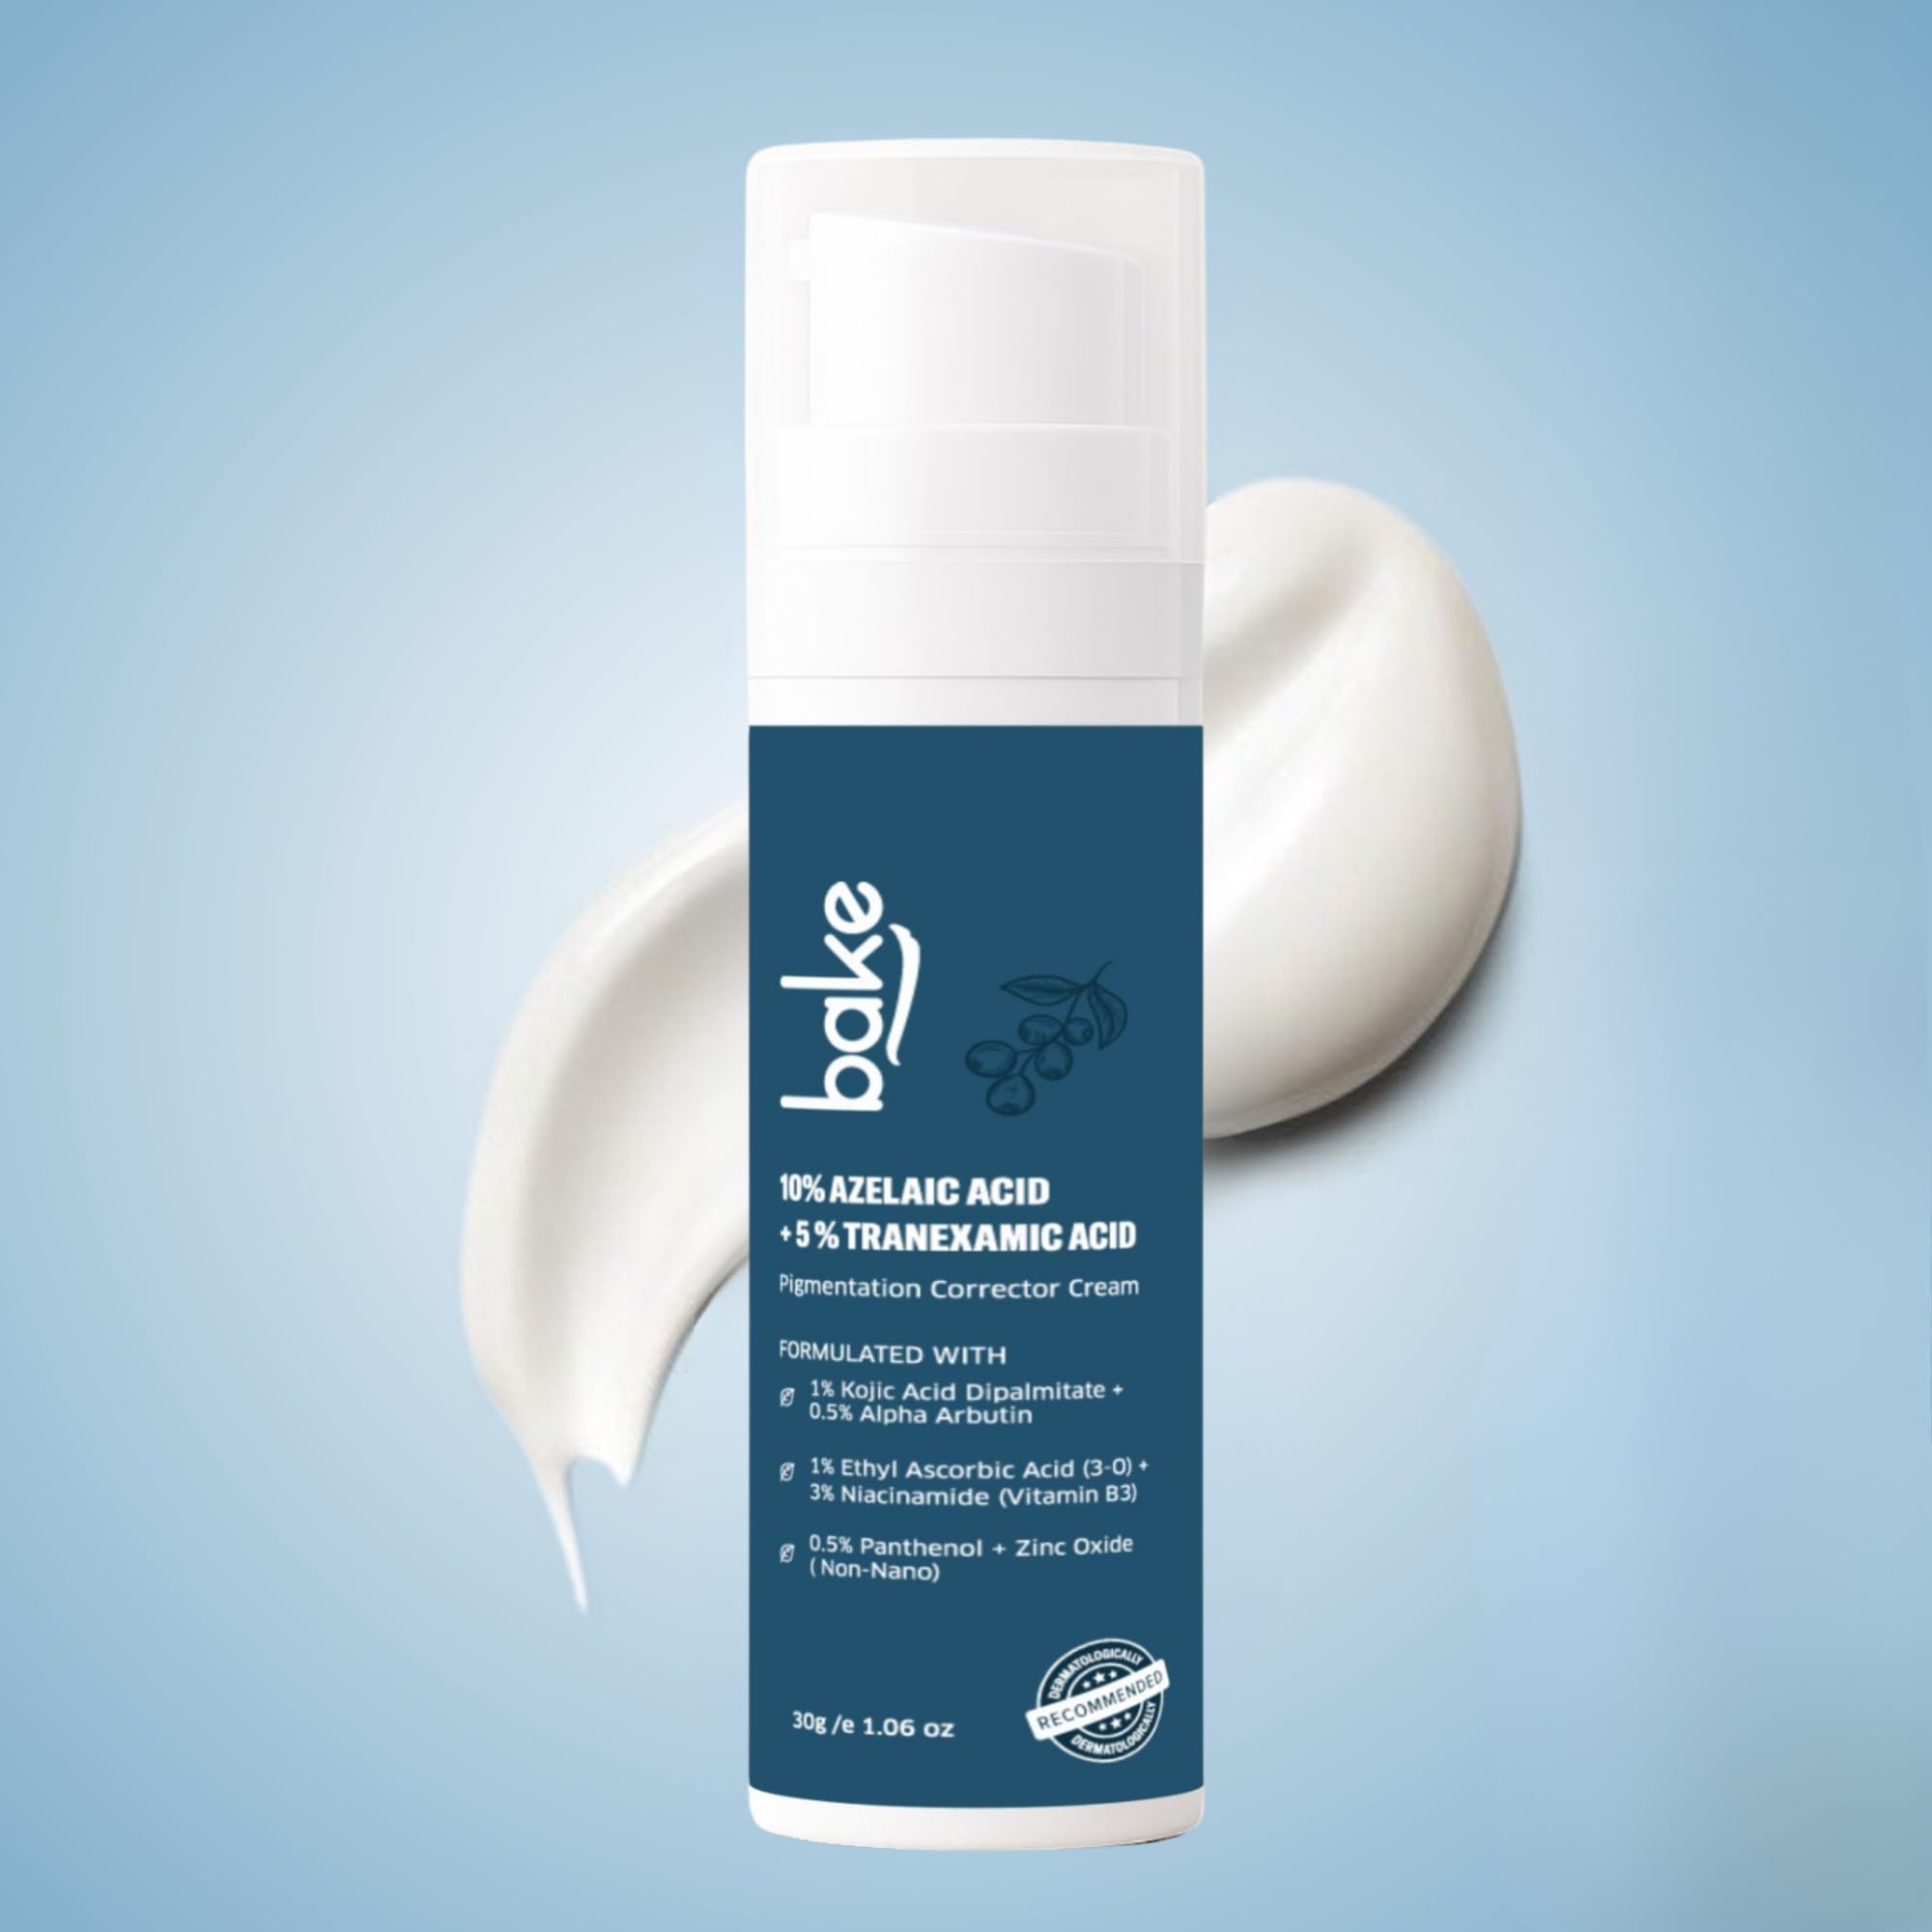 bake
10% AZELAIC ACID
+5% TRANEXAMIC ACID
Pigmentation Corrector Cream
FORMULATED WITH
1% Kojic Acid Dipalmitate +
0.5% Alpha Arbutin
1% Ethyl Ascorbic Acid (3-0) +
3% Niacinamide (Vitamin B3)
0.5% Panthenol + Zinc Oxide
(Non-Nano)
30g /e 1.06 oz
DERMATOLOGICALLY
RECOMMENDED
DERMATOLOGICALLY